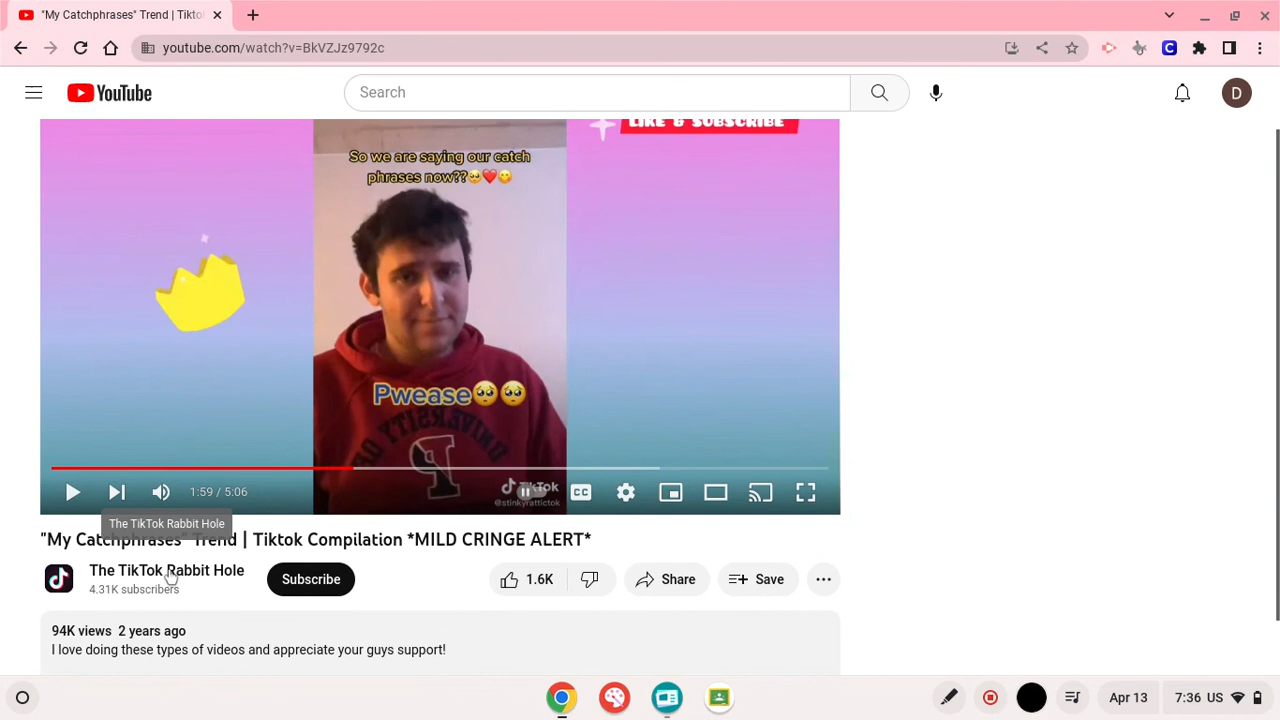 "My Catchphrases" Trend | Tikto
youtube.com/watch?v=BkVZJz9792c
YouTube
Search
D
LIKE & SUBSCRIBE
So we are saying our catch
phrases now??🥺❤️😋
Pwease🥺🥺
TikTok
@stinkyrattictok
1:59 / 5:06
CC
The TikTok Rabbit Hole
"My Catchphrases" Trend | Tiktok Compilation *MILD CRINGE ALERT*
The TikTok Rabbit Hole
4.31K subscribers
Subscribe
1.6K
Share
Save
94K views 2 years ago
I love doing these types of videos and appreciate your guys support!
Apr 13
7:36 US